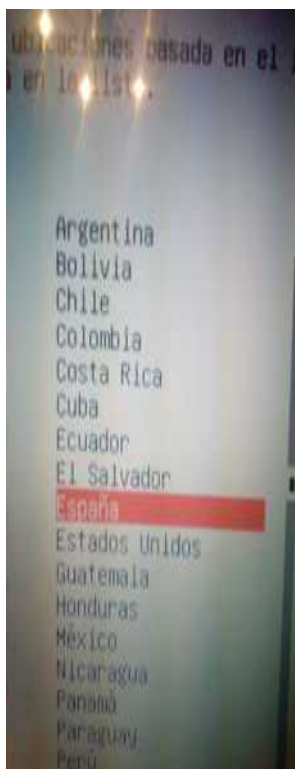 ubicaciones basada en el
en la lista.
Argentina
Bolivia
Chile
Colombia
Costa Rica
Cuba
Ecuador
El Salvador
España
Estados Unidos
Guatemala
Honduras
México
Nicaragua
Panamá
Paraguay
Perú